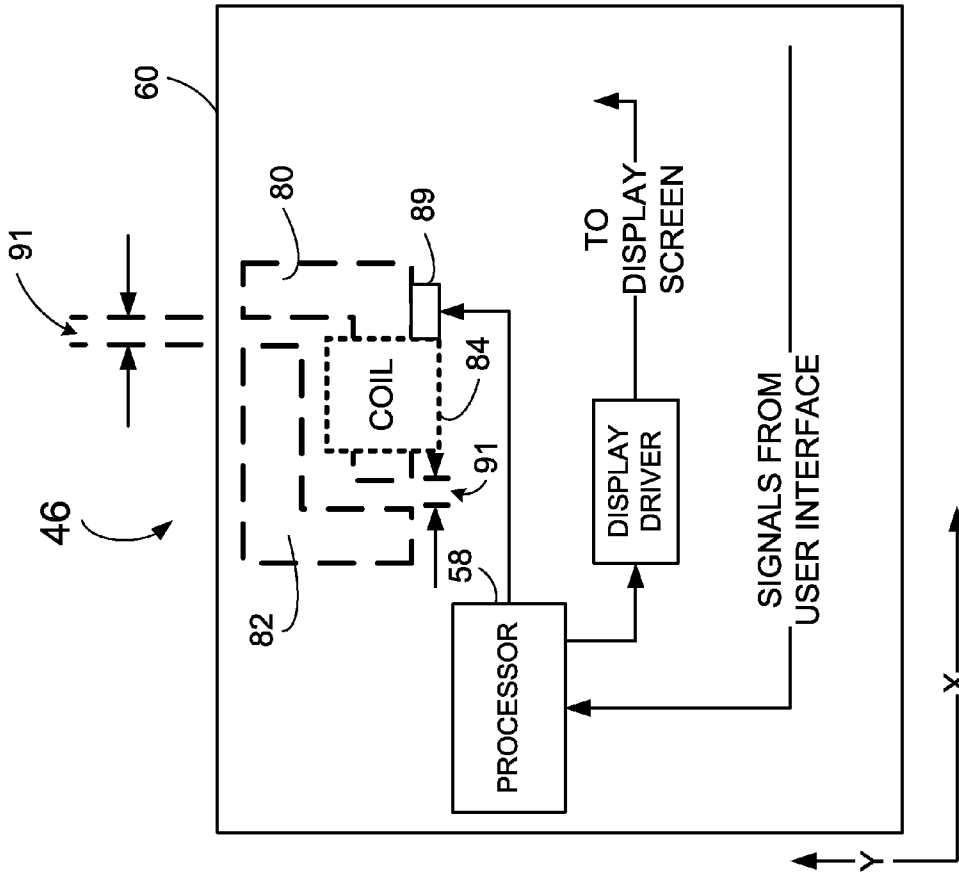 91
60
46
80
82
89
COIL
84
91
58
TO
DISPLAY
SCREEN
PROCESSOR
DISPLAY
DRIVER
SIGNALS FROM
USER INTERFACE
Y
X